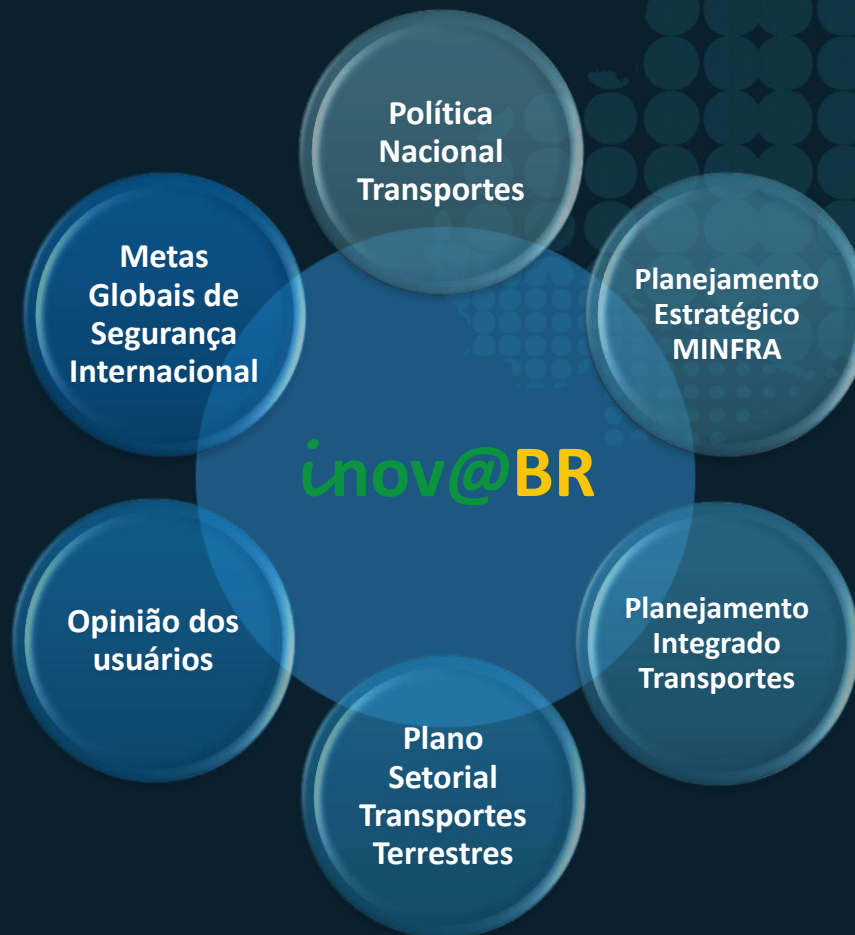 Política
Nacional
Transportes
Metas
Globais de
Segurança
Internacional
Planejamento
Estratégico
MINFRA
inov@BR
Opinião dos
usuários
Planejamento
Integrado
Transportes
Plano
Setorial
Transportes
Terrestres